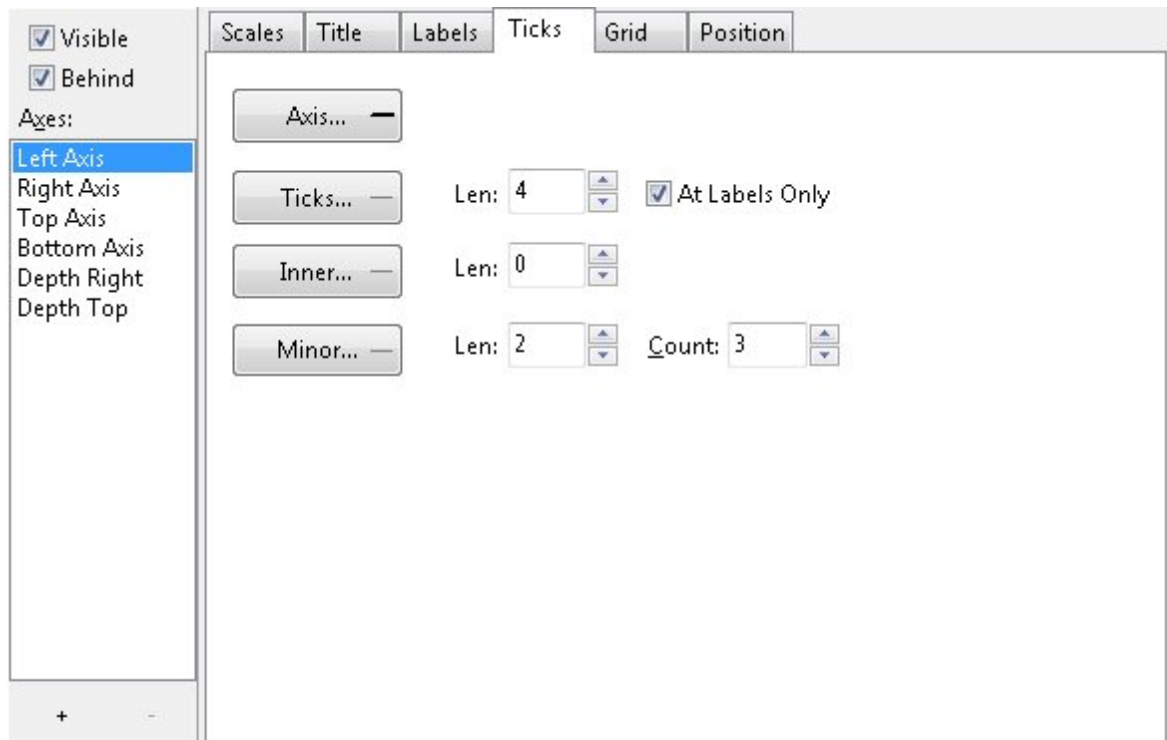 Visible
Behind
Axes:
Left Axis
Right Axis
Top Axis
Bottom Axis
Depth Right
Depth Top
+ -
Scales Title Labels Ticks Grid Position
Axis...
Ticks... Len: 4 At Labels Only
Inner... Len: 0
Minor... Len: 2 Count: 3